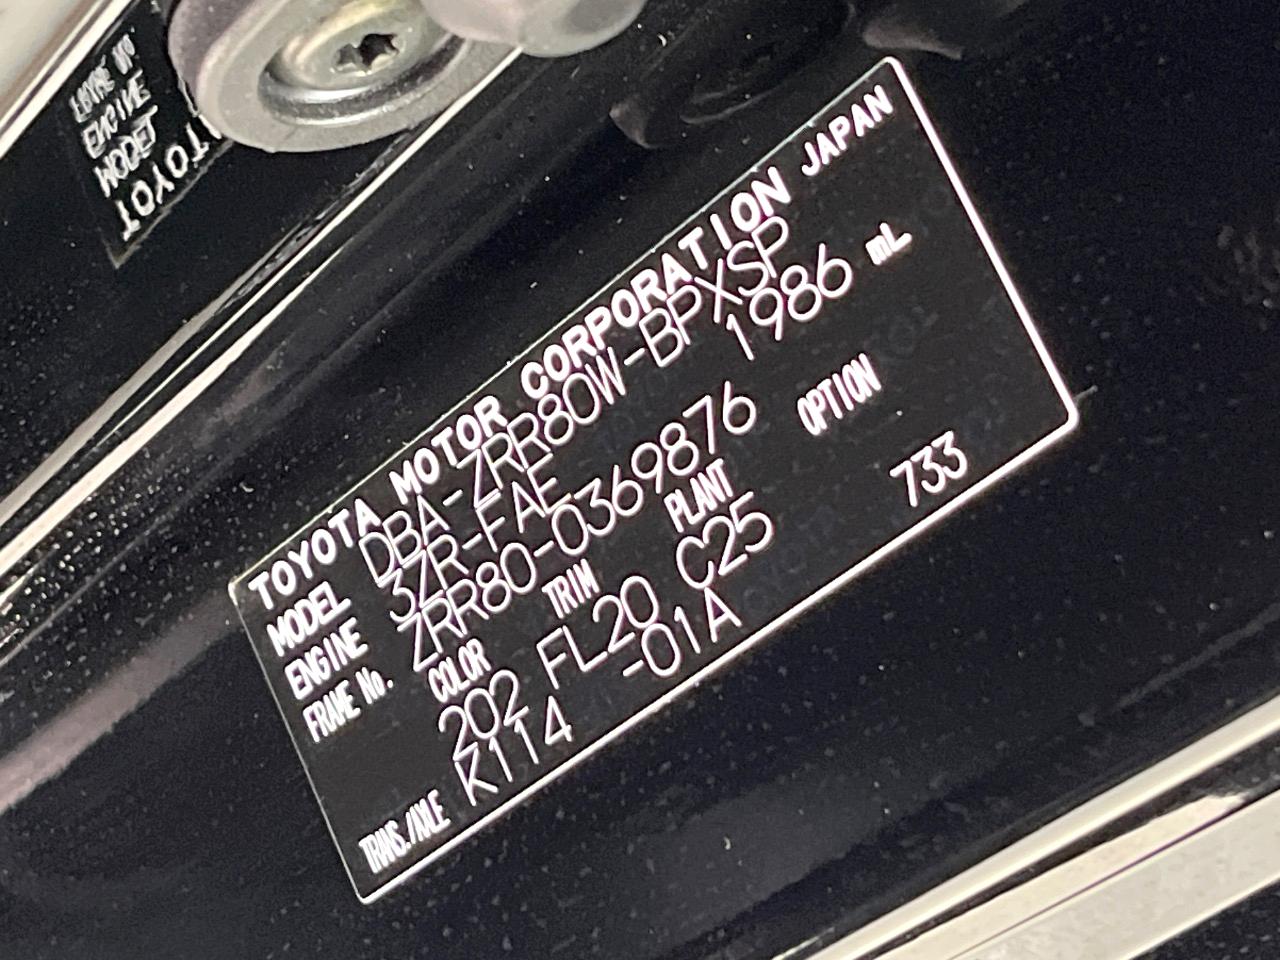 TOYOTA MOTOR CORPORATION JAPAN
MODEL DBA-ZRR80W-BPXSP
ENGINE 3ZR-FAE 1986 mL
FRAME No. ZRR80-0369876
COLOR TRIM PLANT OPTION
202 FL20 C25 733
TRANS./AXLE K114 -01A
TOYOT
MODEL
ENGINE